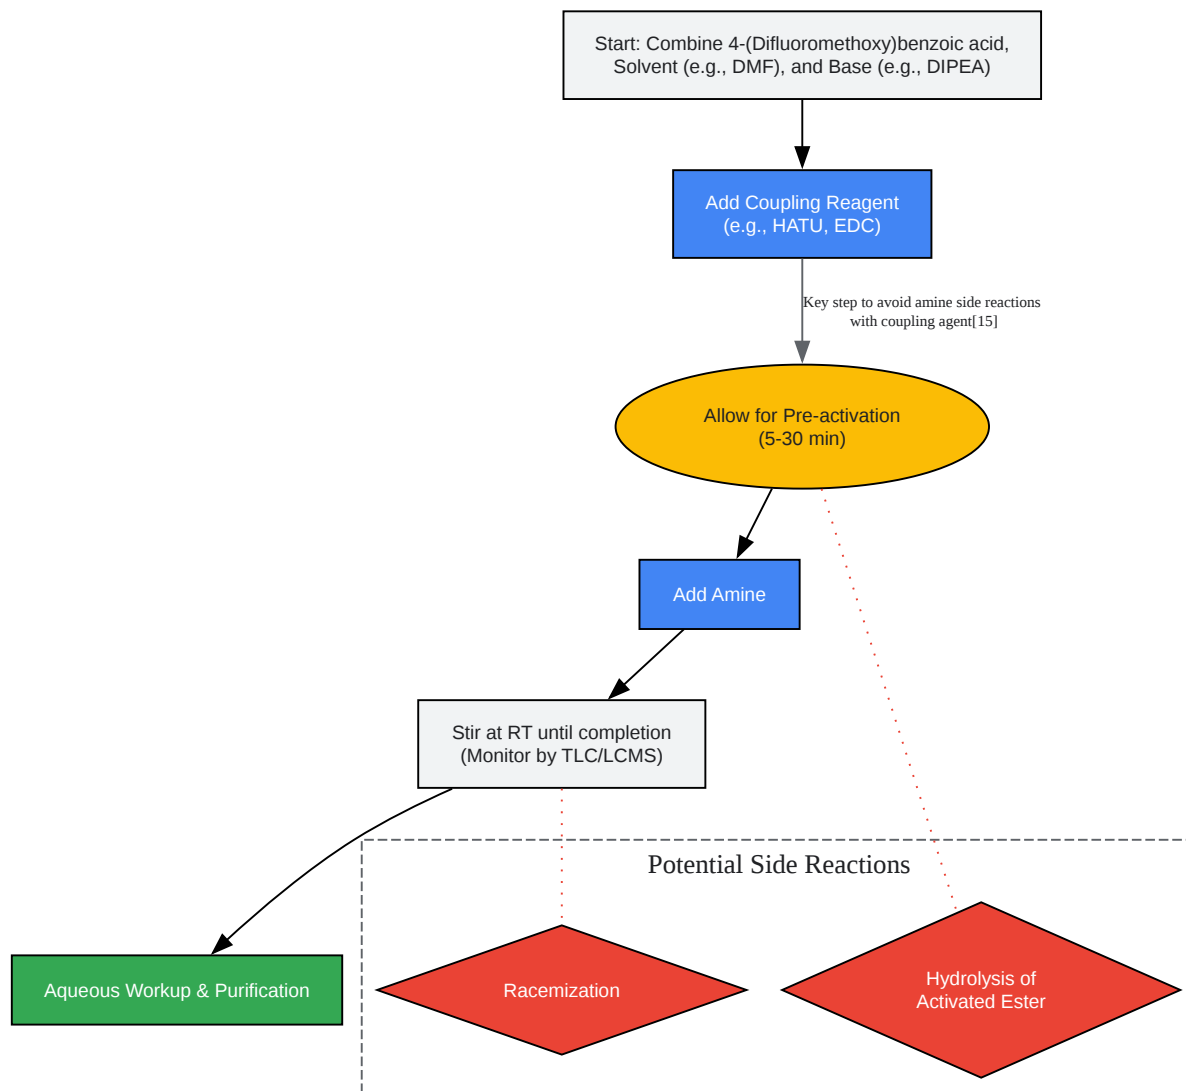 Start: Combine 4-(Difluoromethoxy)benzoic acid,
Solvent (e.g., DMF), and Base (e.g., DIPEA)
Add Coupling Reagent
(e.g., HATU, EDC)
Key step to avoid amine side reactions
with coupling agent[15]
Allow for Pre-activation
(5-30 min)
Add Amine
Stir at RT until completion
(Monitor by TLC/LCMS)
Potential Side Reactions
Aqueous Workup & Purification
Racemization
Hydrolysis of
Activated Ester